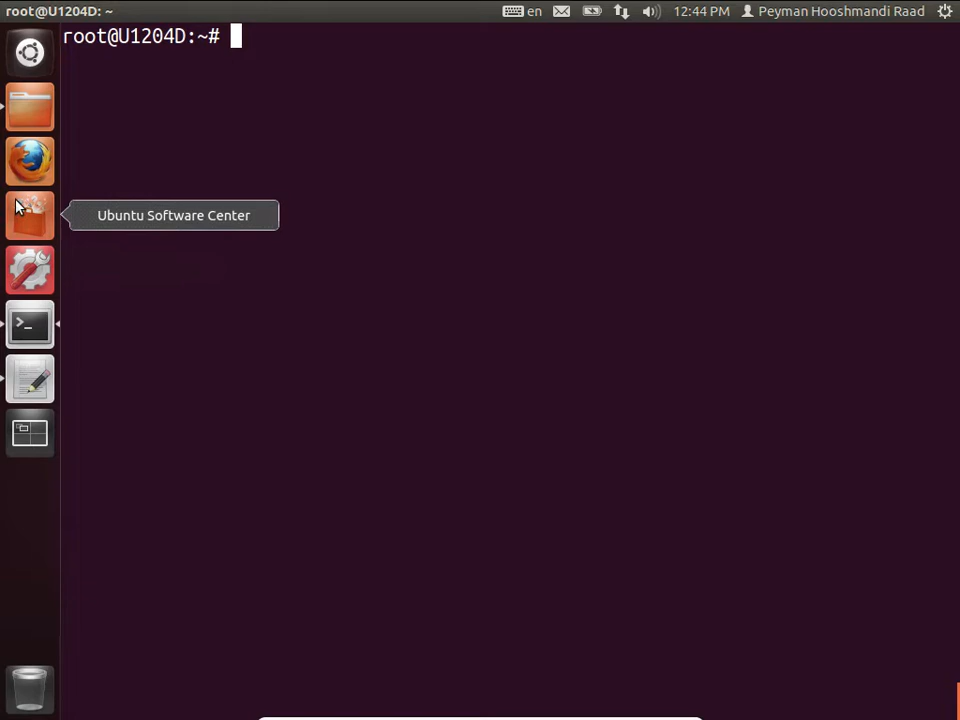 root@U1204D: ~
en
12:44 PM
Peyman Hooshmandi Raad
root@U1204D:~#
Ubuntu Software Center
>_